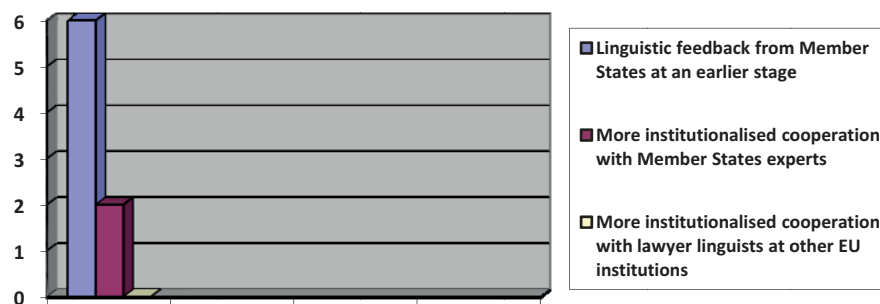 6
5
4
3
2
1
0
Linguistic feedback from Member
States at an earlier stage
More institutionalised cooperation
with Member States experts
More institutionalised cooperation
with lawyer linguists at other EU
institutions